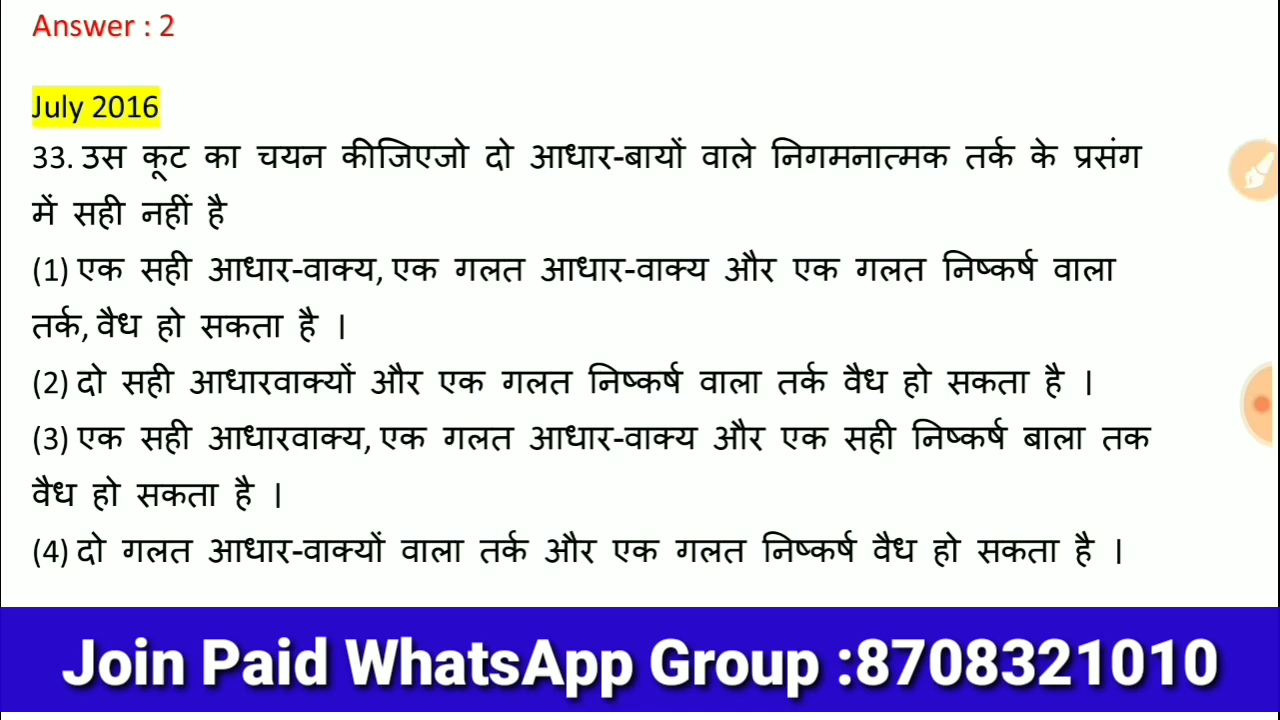 Answer : 2
July 2016
33. उस कूट का चयन कीजिएजो दो आधार-बायों वाले निगमनात्मक तर्क के प्रसंग
में सही नहीं है
(1) एक सही आधार-वाक्य, एक गलत आधार-वाक्य और एक गलत निष्कर्ष वाला
तर्क, वैध हो सकता है ।
(2) दो सही आधारवाक्यों और एक गलत निष्कर्ष वाला तर्क वैध हो सकता है ।
(3) एक सही आधारवाक्य, एक गलत आधार-वाक्य और एक सही निष्कर्ष बाला तक
वैध हो सकता है ।
(4) दो गलत आधार-वाक्यों वाला तर्क और एक गलत निष्कर्ष वैध हो सकता है ।
Join Paid WhatsApp Group :8708321010